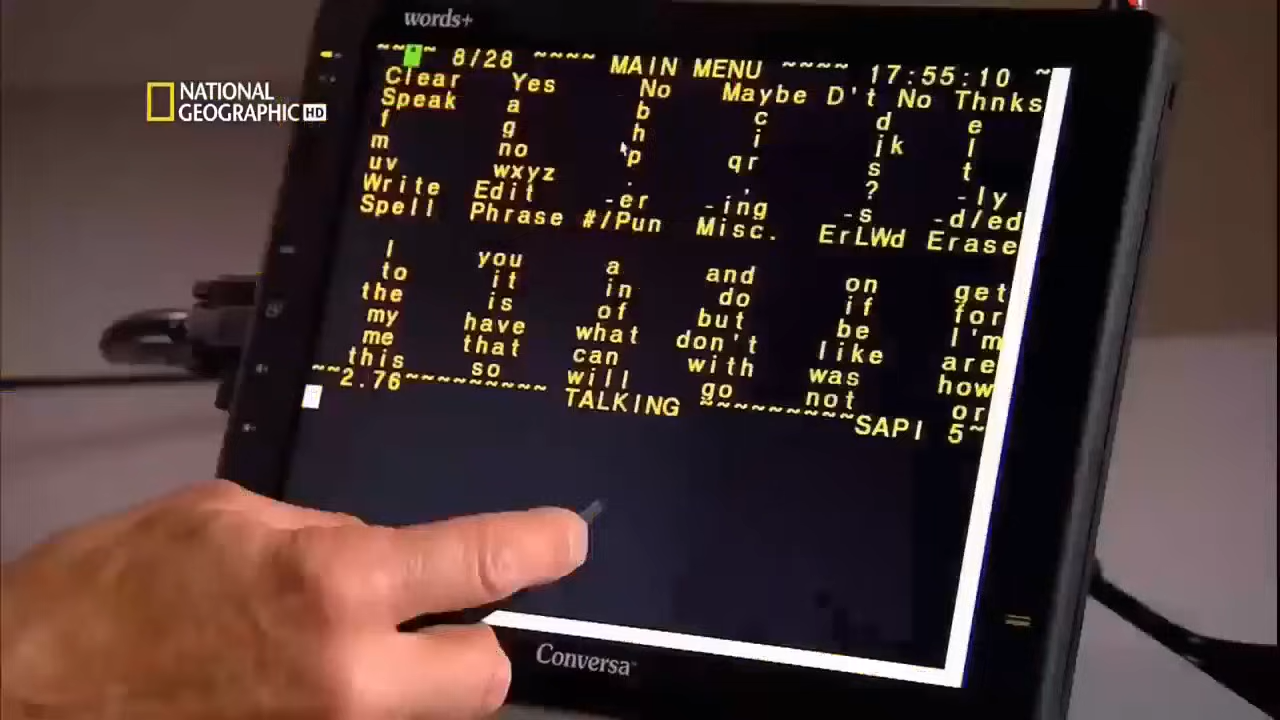 words+
~~*~ 8/28 ~~~~ MAIN MENU ~~~~ 17:55:10 ~
Clear Yes No Maybe D't No Thnks
Speak a b c d e
f g h i jk l
m no p qr s t
uv wxyz . , ? -ly
Write Edit -er -ing -s -d/ed
Spell Phrase #/Pun Misc. ErLWd Erase
I you a and on get
to it in do if for
the is of but be I'm
my have what don't like are
me that can with was how
this so will go not or
~~2.76~~~~~~~~~ TALKING ~~~~~~~~~SAPI 5~
NATIONAL
GEOGRAPHIC HD
Conversa™